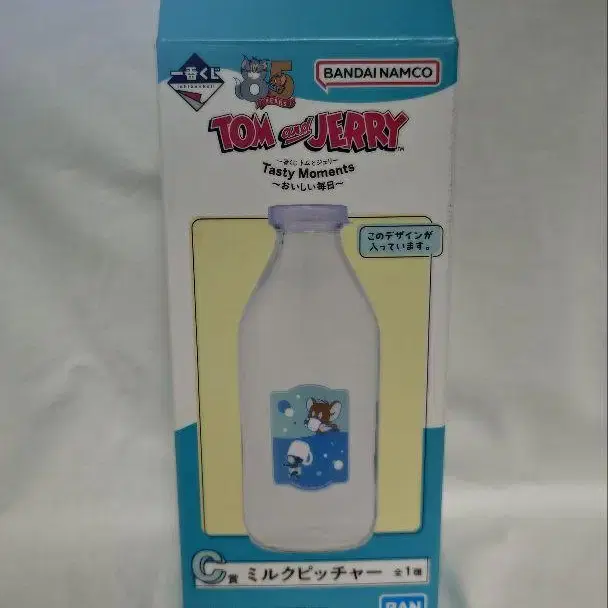 一番くじ
85
YEARS
BANDAI NAMCO
TOM and JERRY™
一番くじ トムとジェリー
Tasty Moments
～おいしい毎日～
このデザインが
入っています。
C賞 ミルクピッチャー 全1種
BAN